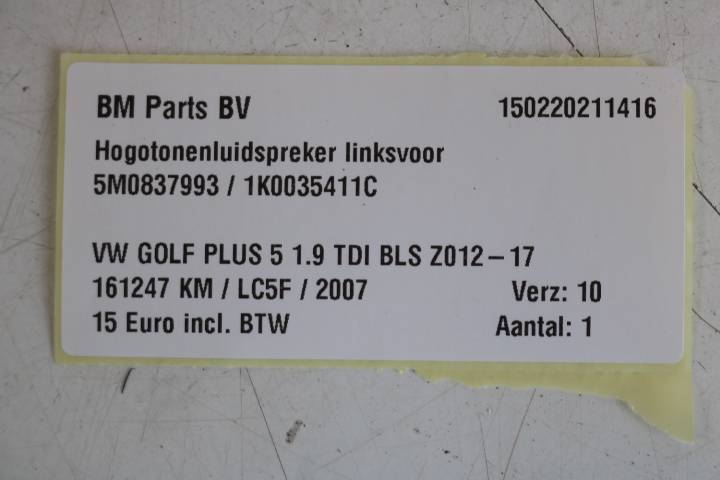 BM Parts BV 150220211416
Hogotonenluidspreker linksvoor
5M0837993 / 1K0035411C
VW GOLF PLUS 5 1.9 TDI BLS Z012-17
161247 KM / LC5F / 2007 Verz: 10
15 Euro incl. BTW Aantal: 1